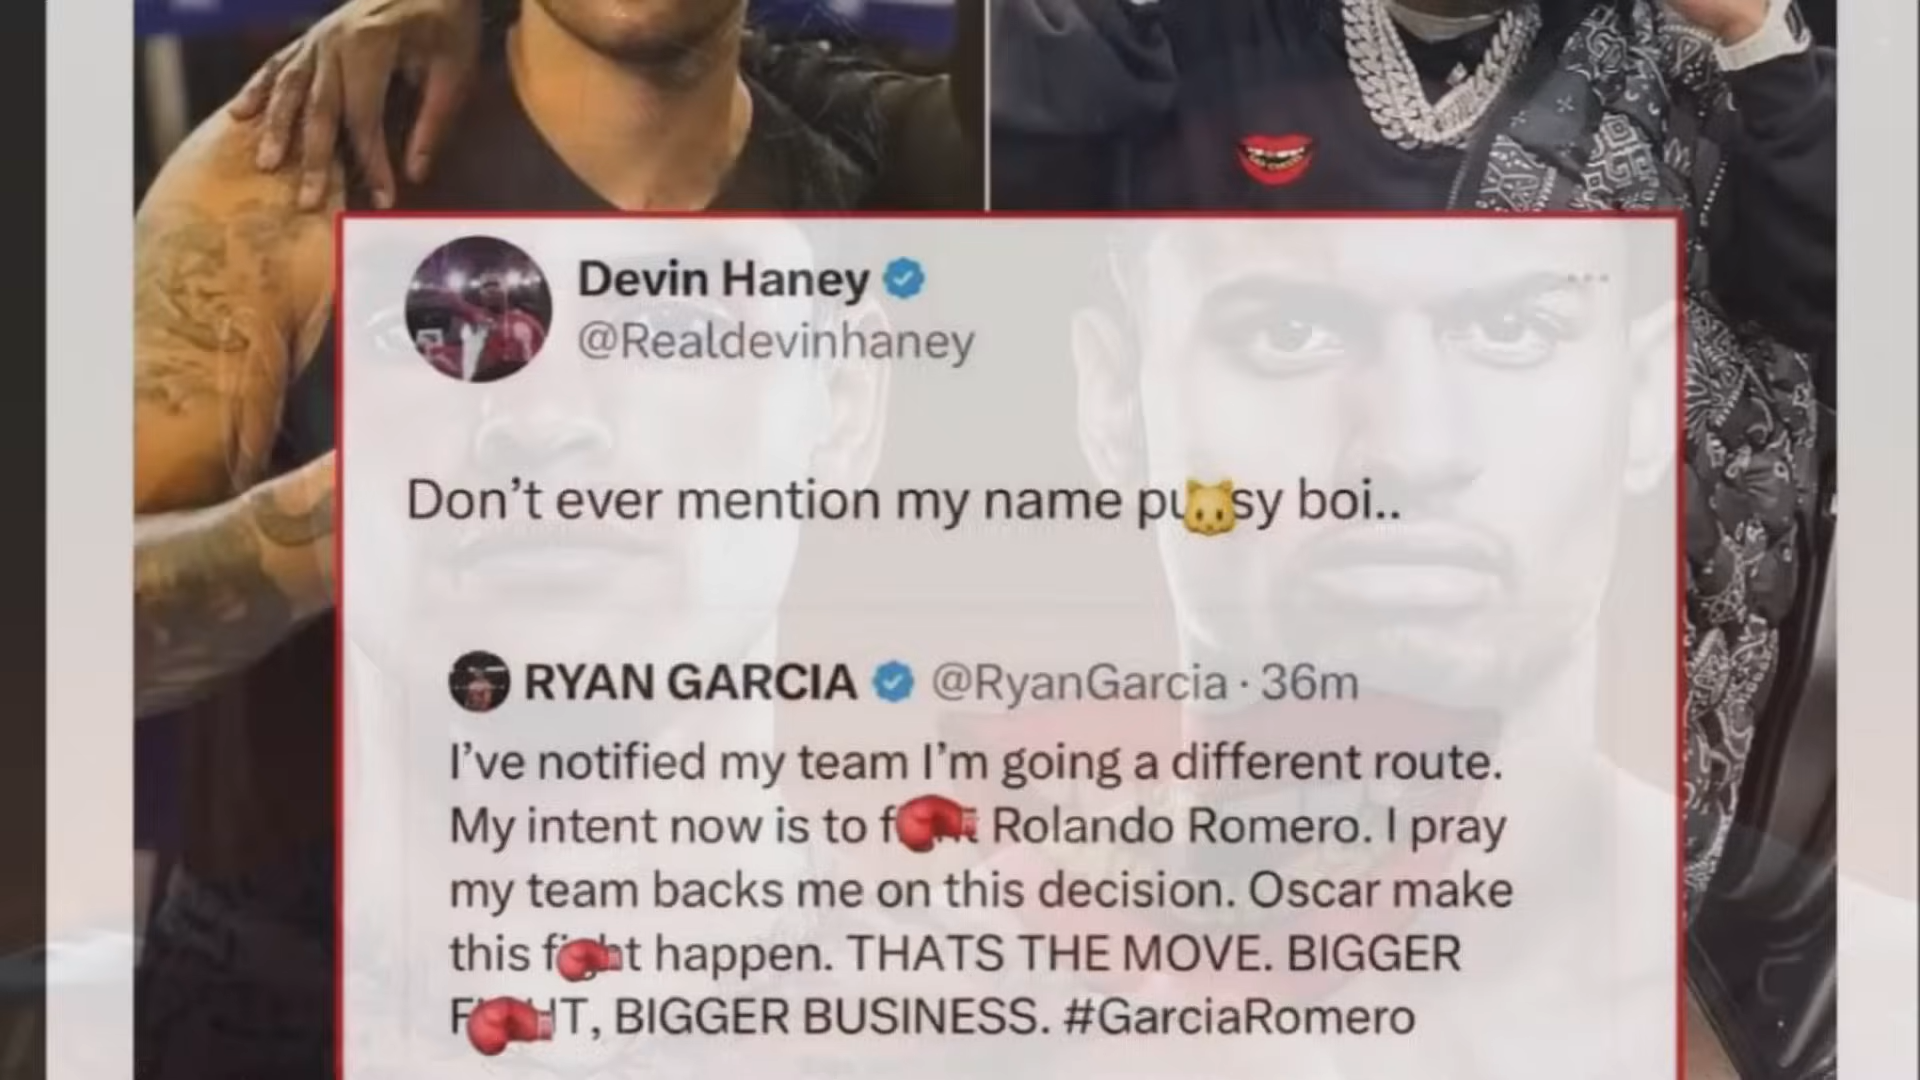 Devin Haney
@Realdevinhaney
Don't ever mention my name pu🐱sy boi..
RYAN GARCIA @RyanGarcia · 36m
I've notified my team I'm going a different route.
My intent now is to f🥊t Rolando Romero. I pray
my team backs me on this decision. Oscar make
this f🥊ht happen. THATS THE MOVE. BIGGER
F🥊HT, BIGGER BUSINESS. #GarciaRomero